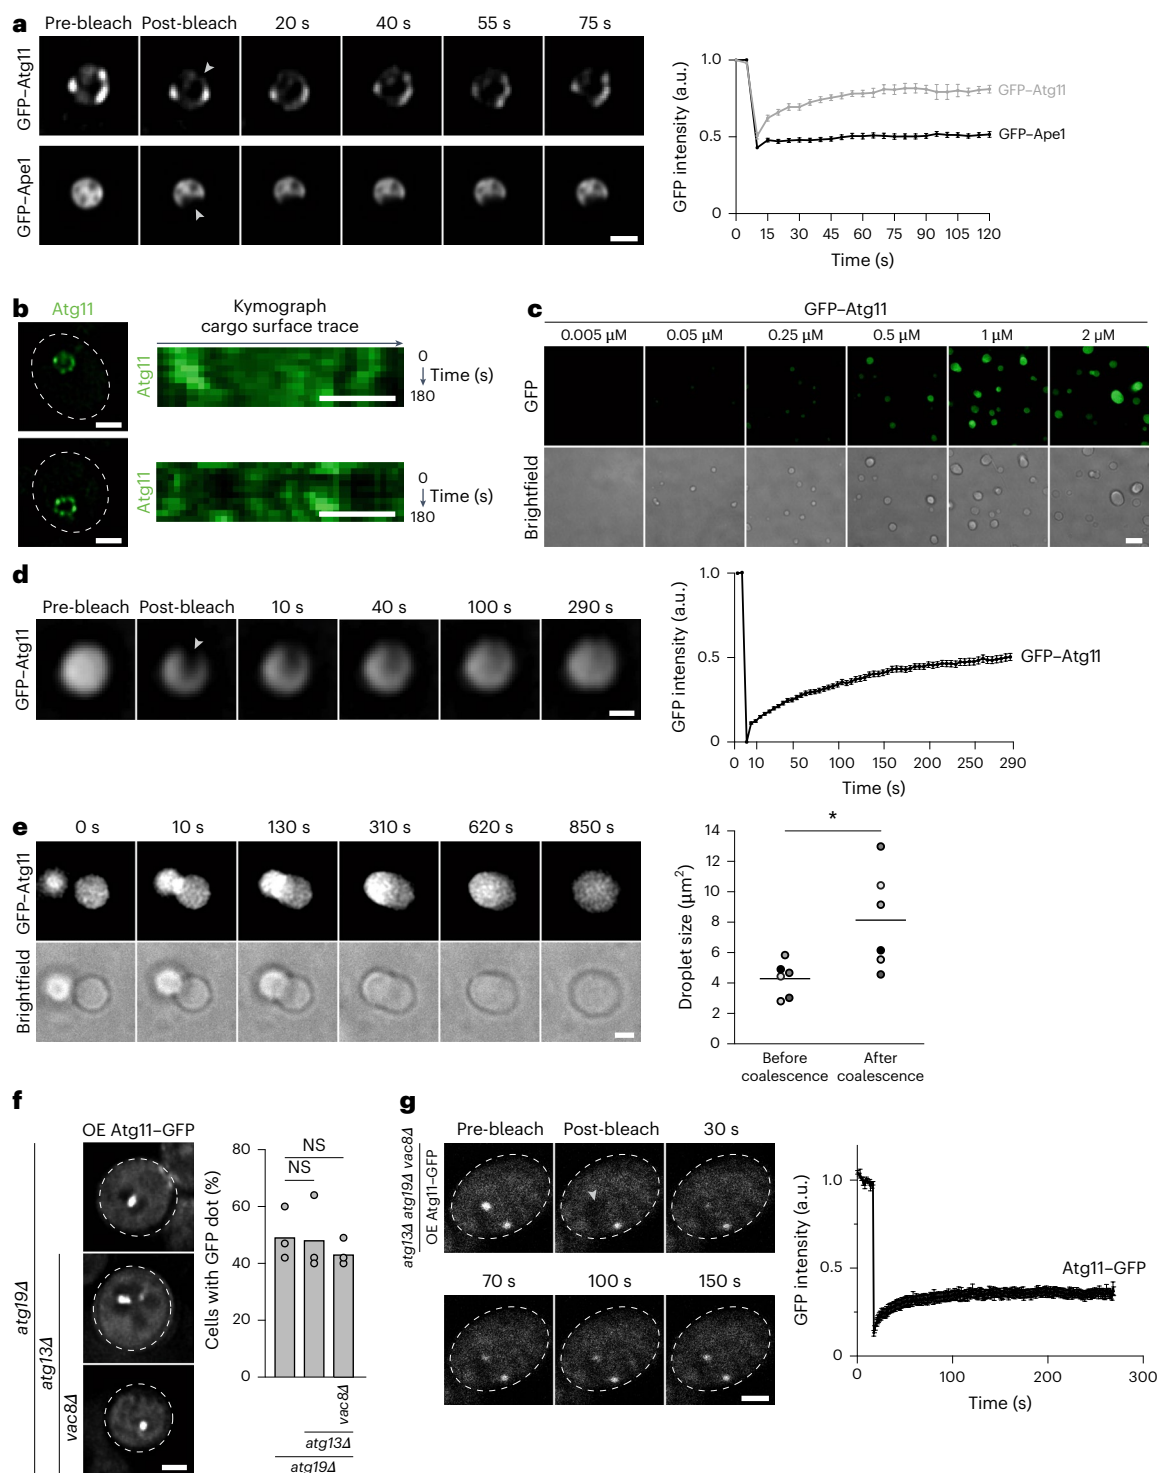 a
Pre-bleach Post-bleach 20 s 40 s 55 s 75 s
GFP–Atg11
GFP–Ape1
GFP intensity (a.u.)
1.0
0.5
0
GFP–Atg11
GFP–Ape1
0 15 30 45 60 75 90 105 120
Time (s)
b
Atg11
Kymograph
cargo surface trace
Atg11
0
Time (s)
180
Atg11
0
Time (s)
180
c
GFP–Atg11
0.005 µM 0.05 µM 0.25 µM 0.5 µM 1 µM 2 µM
GFP
Brightfield
d
Pre-bleach Post-bleach 10 s 40 s 100 s 290 s
GFP–Atg11
GFP intensity (a.u.)
1.0
0.5
0
GFP–Atg11
0 10 50 100 150 200 250 290
Time (s)
e
0 s 10 s 130 s 310 s 620 s 850 s
GFP–Atg11
Brightfield
Droplet size (µm²)
14
12
10
8
6
4
2
0
*
Before
coalescence
After
coalescence
f
OE Atg11–GFP
atg19Δ
atg13Δ
vac8Δ
Cells with GFP dot (%)
80
60
40
20
0
NS
NS
vac8Δ
atg13Δ
atg19Δ
g
atg13Δ atg19Δ vac8Δ
OE Atg11–GFP
Pre-bleach Post-bleach 30 s
70 s 100 s 150 s
GFP intensity (a.u.)
1.0
0.5
0
Atg11–GFP
0 100 200 300
Time (s)